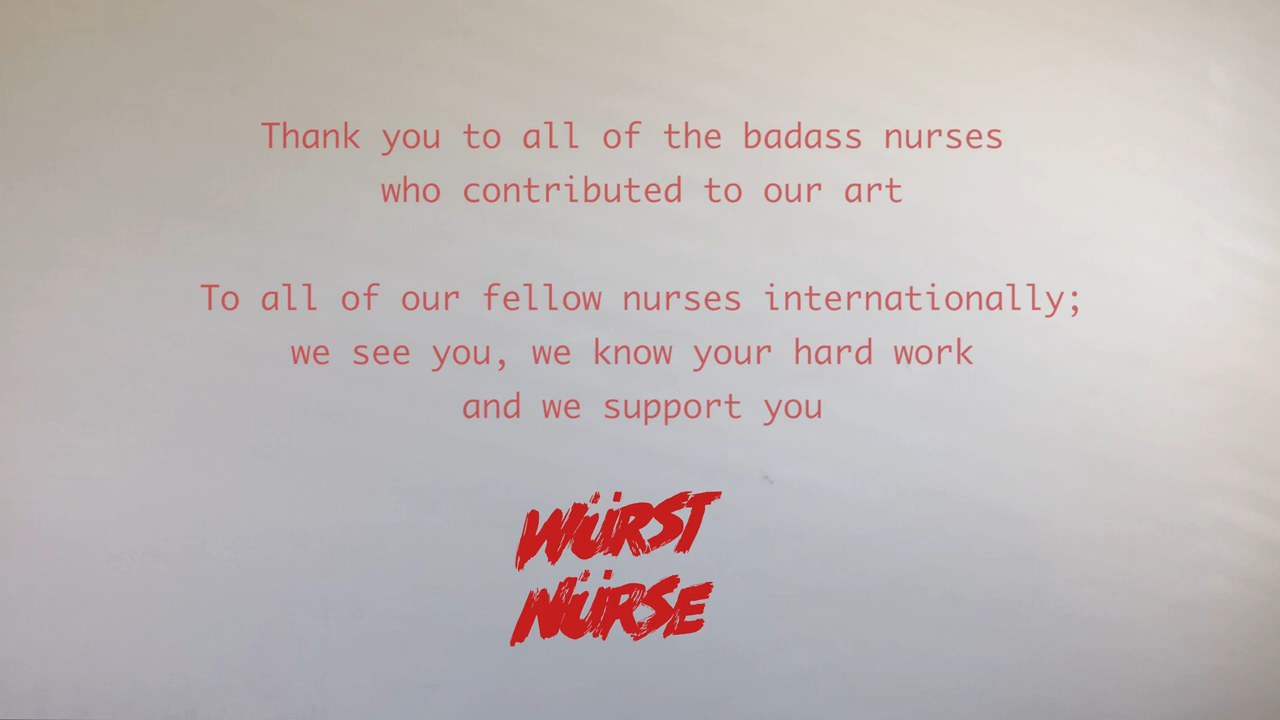 Thank you to all of the badass nurses
who contributed to our art
To all of our fellow nurses internationally;
we see you, we know your hard work
and we support you
WÜRST
NÜRSE